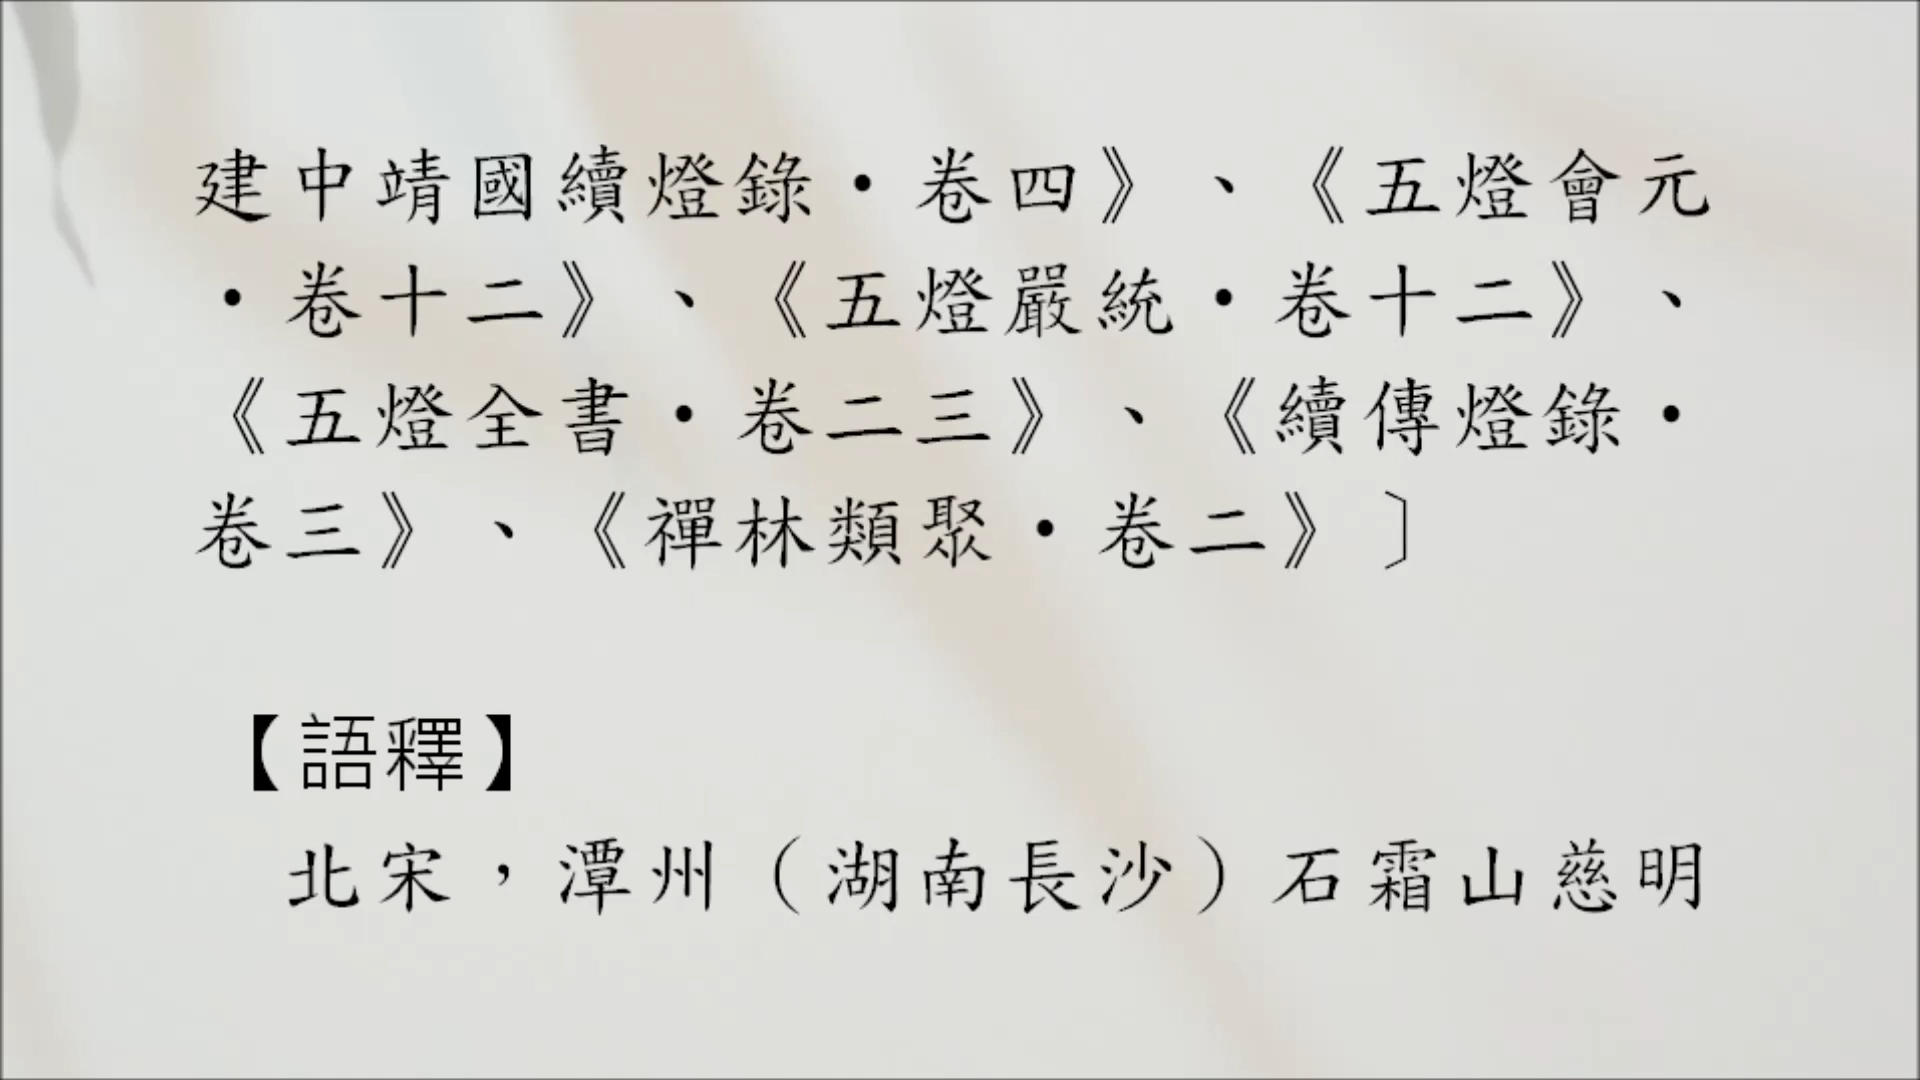 建中靖國續燈錄・卷四》、《五燈會元
・卷十二》、《五燈嚴統・卷十二》、
《五燈全書・卷二三》、《續傳燈錄・
卷三》、《禪林類聚・卷二》〕
【語釋】
北宋，潭州（湖南長沙）石霜山慈明